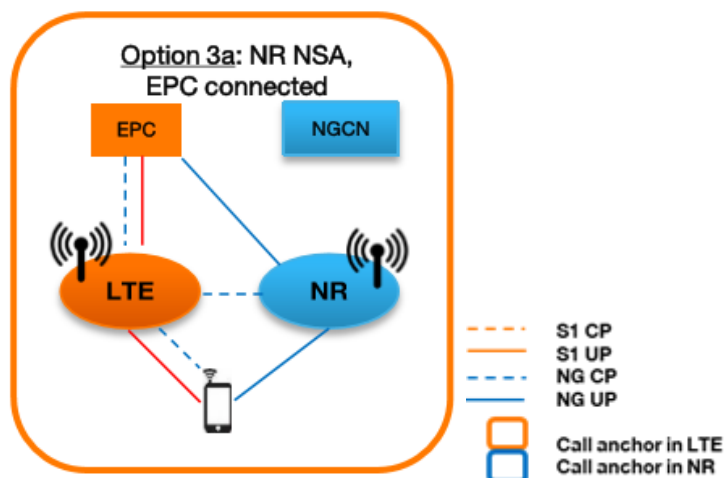 Option 3a: NR NSA,
EPC connected
EPC
NGCN
LTE
NR
S1 CP
S1 UP
NG CP
NG UP
Call anchor in LTE
Call anchor in NR